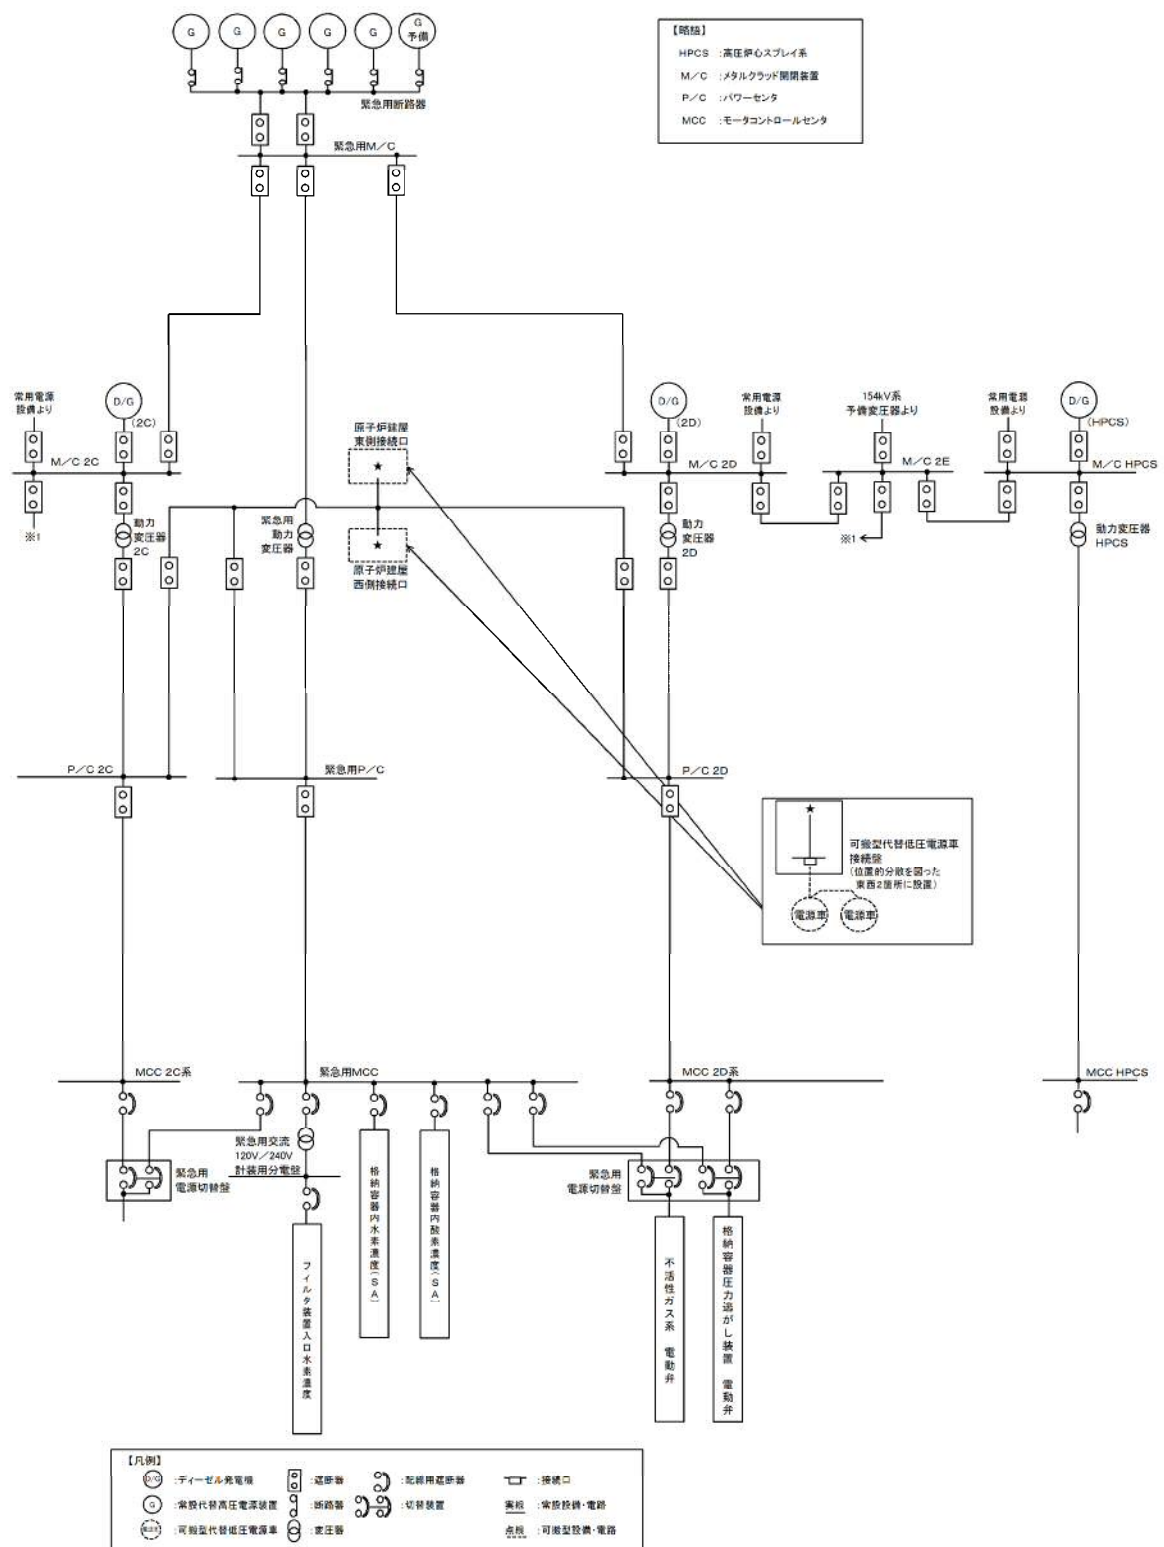 G
G
G
G
G
G
予備
緊急用断路器
緊急用M/C
【略語】
HPCS :高圧炉心スプレイ系
M/C :メタルクラッド開閉装置
P/C :パワーセンタ
MCC :モータコントロールセンタ
常用電源
設備より
D/G
(2C)
M/C 2C
※1
動力
変圧器
2C
原子炉建屋
東側接続口
★
緊急用
動力
変圧器
★
原子炉建屋
西側接続口
D/G
(2D)
M/C 2D
動力
変圧器
2D
常用電源
設備より
154kV系
予備変圧器より
M/C 2E
※1
常用電源
設備より
D/G
(HPCS)
M/C HPCS
動力変圧器
HPCS
P/C 2C
緊急用P/C
P/C 2D
★
可搬型代替低圧電源車
接続盤
(位置的分散を図った
東西2箇所に設置)
電源車
電源車
MCC 2C系
緊急用MCC
MCC 2D系
MCC HPCS
緊急用
電源切替盤
緊急用交流
120V/240V
計装用分電盤
緊急用
電源切替盤
フィルタ装置入口水素濃度
格納容器内水素濃度(SA)
格納容器内酸素濃度(SA)
不活性ガス系 電動弁
格納容器圧力逃がし装置 電動弁
【凡例】
D/G :ディーゼル発電機
:遮断器
:配線用遮断器
:接続口
G :常設代替高圧電源装置
:断路器
:切替装置
実線 :常設設備・電路
:可搬型代替低圧電源車
:変圧器
点線 :可搬型設備・電路